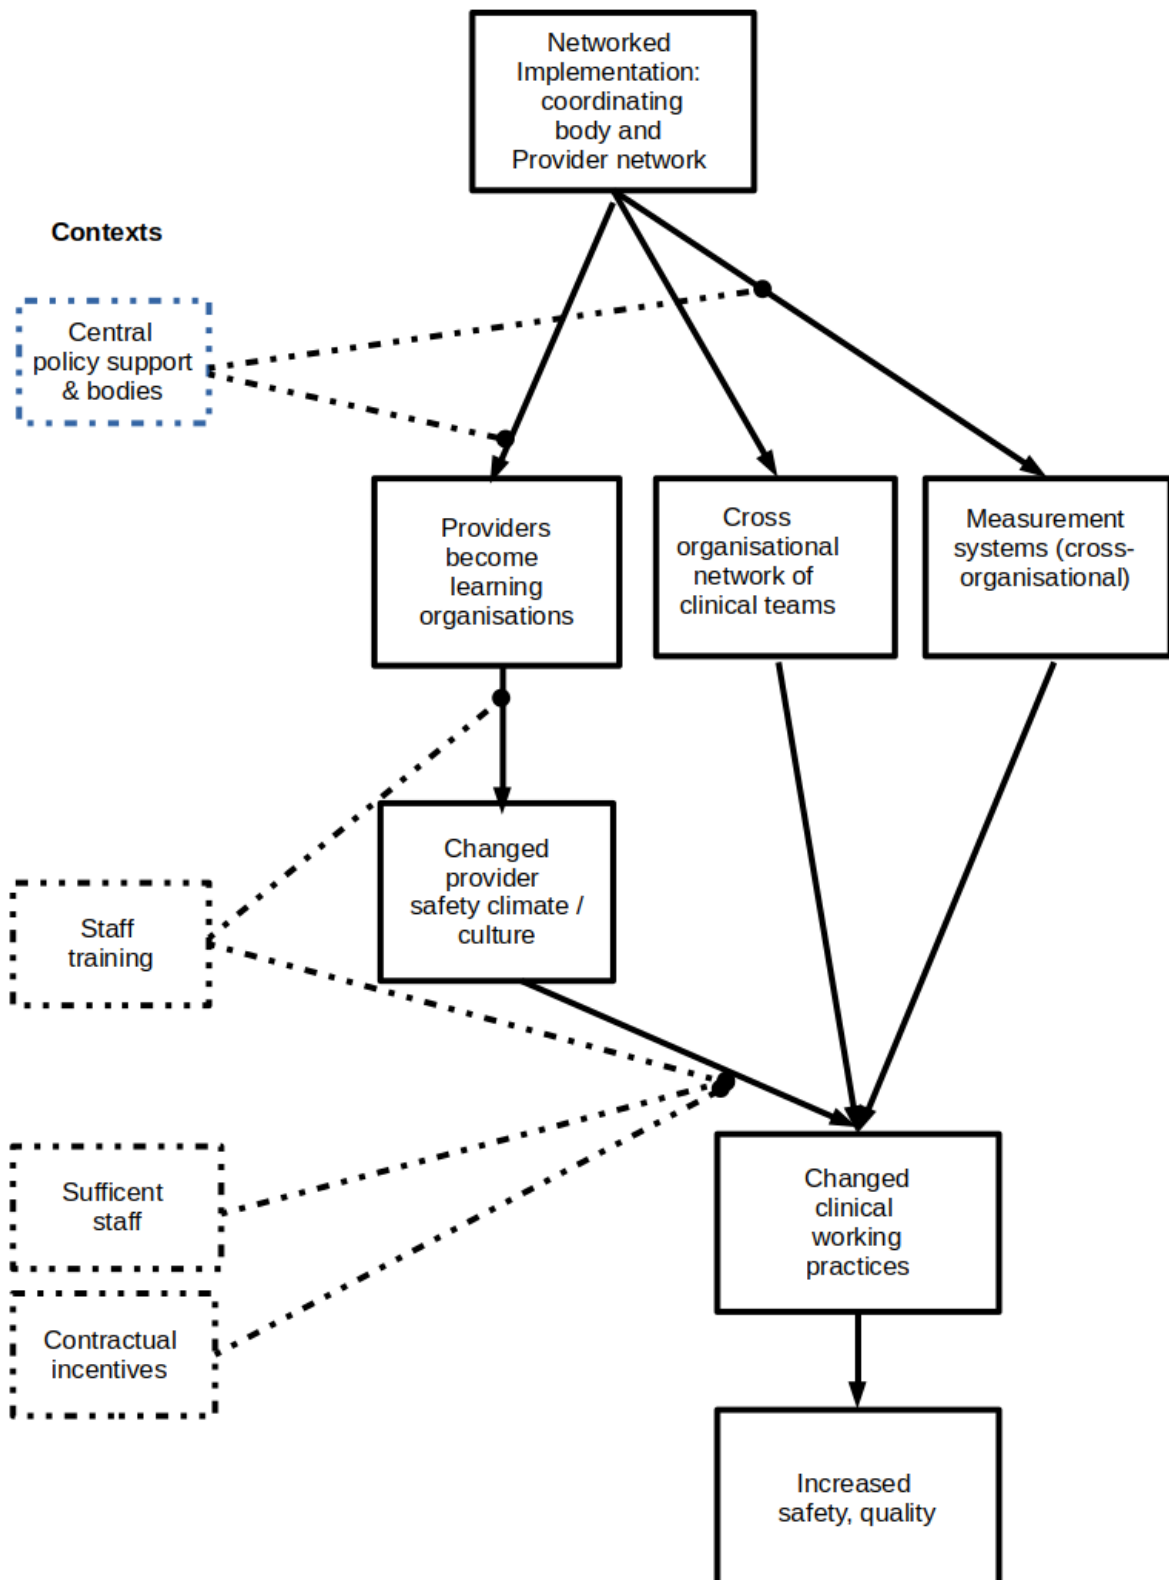 Networked
Implementation:
coordinating
body and
Provider network
Contexts
Central
policy support
& bodies
Providers
become
learning
organisations
Cross
organisational
network of
clinical teams
Measurement
systems (cross-
organisational)
Changed
provider
safety climate /
culture
Staff
training
Sufficent
staff
Changed
clinical
working
practices
Contractual
incentives
Increased
safety, quality